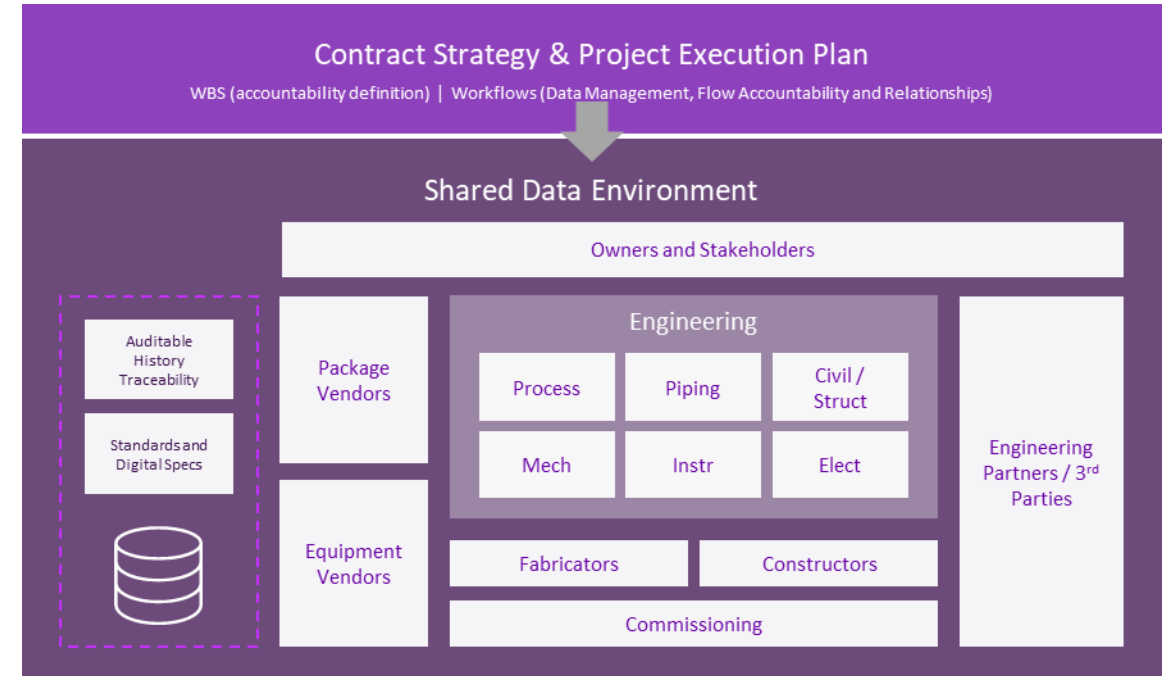 Contract Strategy & Project Execution Plan
WBS (accountability definition) | Workflows (Data Management, Flow Accountability and Relationships)
Shared Data Environment
Owners and Stakeholders
Auditable
History
Traceability
Standards and
Digital Specs
Package
Vendors
Equipment
Vendors
Engineering
Process
Piping
Civil /
Struct
Mech
Instr
Elect
Fabricators
Constructors
Commissioning
Engineering
Partners / 3rd
Parties